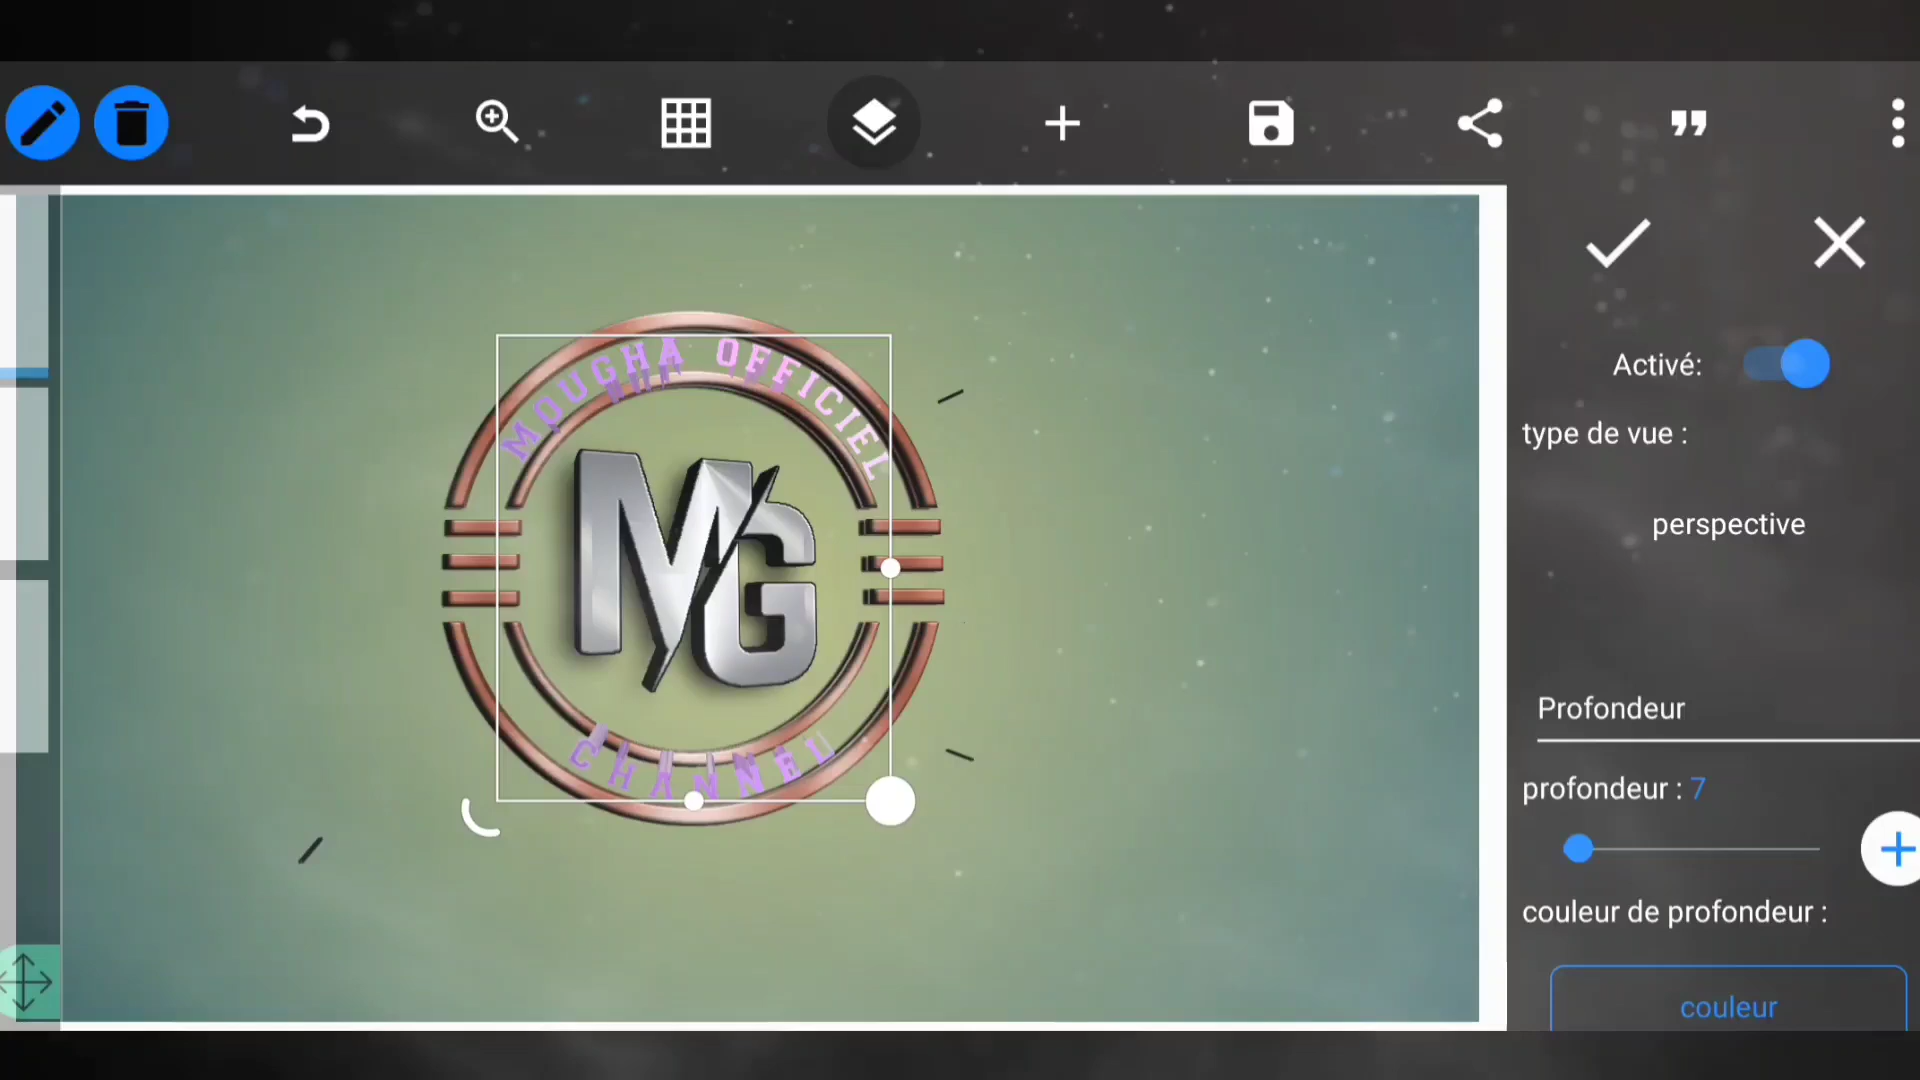 MOUGHA OFFICIEL
MG
CHANNEL
Activé:
type de vue :
perspective
Profondeur
profondeur : 7
couleur de profondeur :
couleur